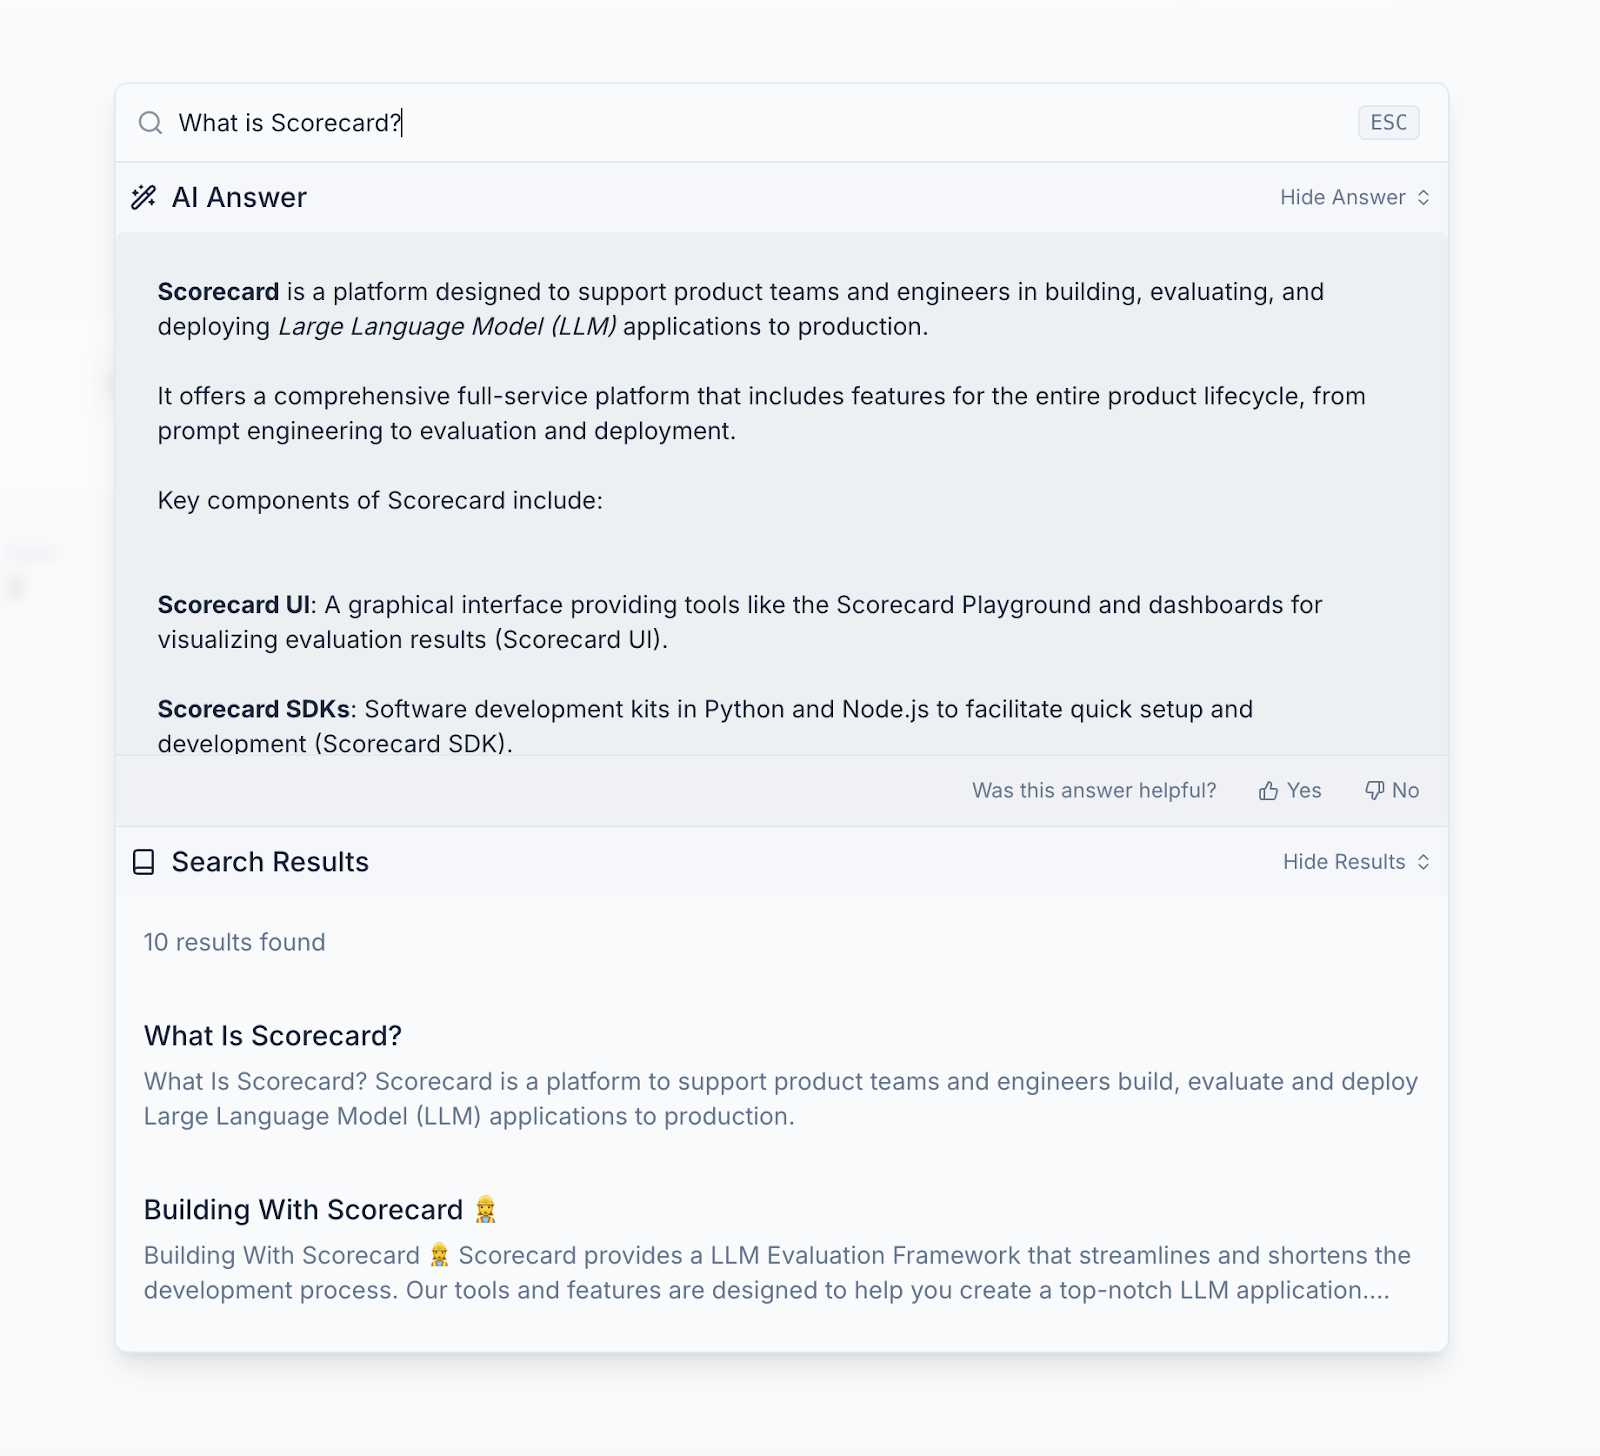 What is Scorecard?
ESC
AI Answer
Hide Answer
Scorecard is a platform designed to support product teams and engineers in building, evaluating, and
deploying Large Language Model (LLM) applications to production.
It offers a comprehensive full-service platform that includes features for the entire product lifecycle, from
prompt engineering to evaluation and deployment.
Key components of Scorecard include:
Scorecard UI: A graphical interface providing tools like the Scorecard Playground and dashboards for
visualizing evaluation results (Scorecard UI).
Scorecard SDKs: Software development kits in Python and Node.js to facilitate quick setup and
development (Scorecard SDK).
Was this answer helpful?
Yes
No
Search Results
Hide Results
10 results found
What Is Scorecard?
What Is Scorecard? Scorecard is a platform to support product teams and engineers build, evaluate and deploy
Large Language Model (LLM) applications to production.
Building With Scorecard 👷‍♀️
Building With Scorecard 👷‍♀️ Scorecard provides a LLM Evaluation Framework that streamlines and shortens the
development process. Our tools and features are designed to help you create a top-notch LLM application....